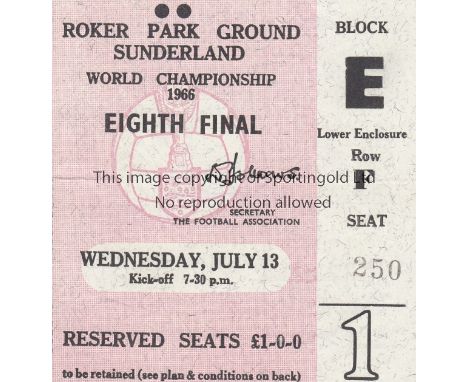 ROKER PARK GROUND
SUNDERLAND
WORLD CHAMPIONSHIP
1966
EIGHTH FINAL
This image copyright of Sportingold Ltd
No reproduction allowed
SECRETARY
THE FOOTBALL ASSOCIATION
WEDNESDAY, JULY 13
Kick-off 7-30 p.m.
RESERVED SEATS £1-0-0
to be retained (see plan & conditions on back)
BLOCK
E
Lower Enclosure
Row
F
SEAT
250
1